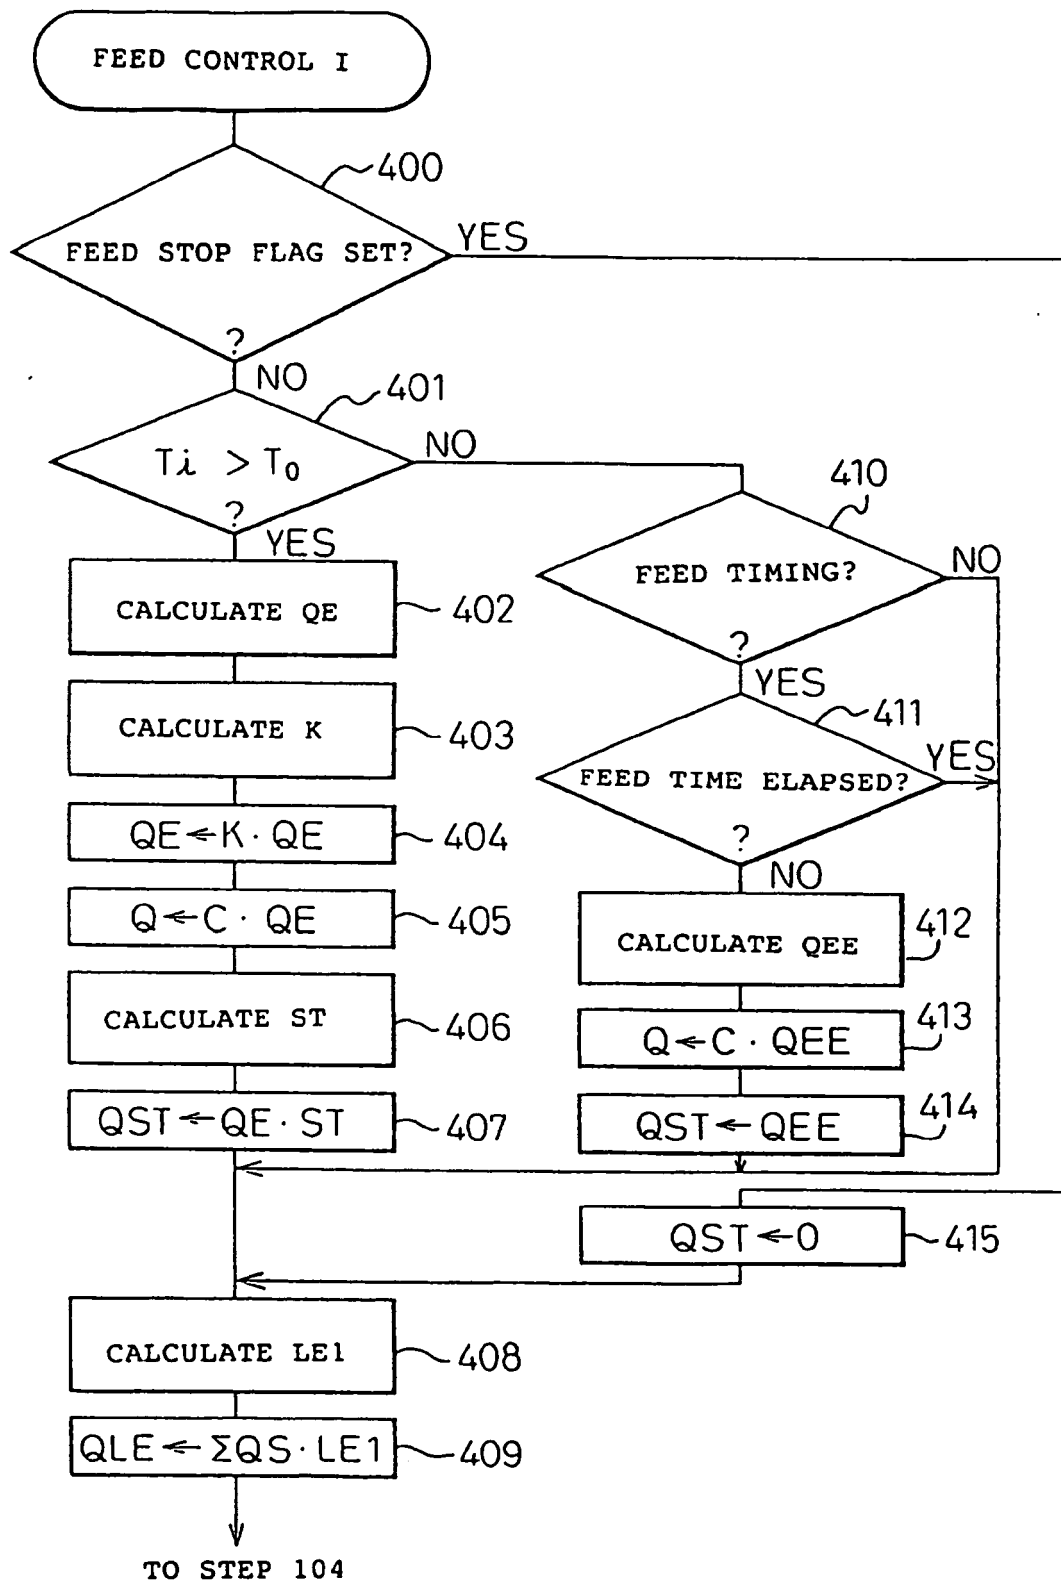 FEED CONTROL I
400
FEED STOP FLAG SET?
YES
?
NO
401
Ti > T0
NO
?
YES
410
FEED TIMING?
NO
?
YES
CALCULATE QE
402
CALCULATE K
403
411
FEED TIME ELAPSED?
YES
?
NO
QE ← K · QE
404
Q ← C · QE
405
CALCULATE QEE
412
CALCULATE ST
406
Q ← C · QEE
413
QST ← QE · ST
407
QST ← QEE
414
QST ← 0
415
CALCULATE LE1
408
QLE ← ΣQS · LE1
409
TO STEP 104